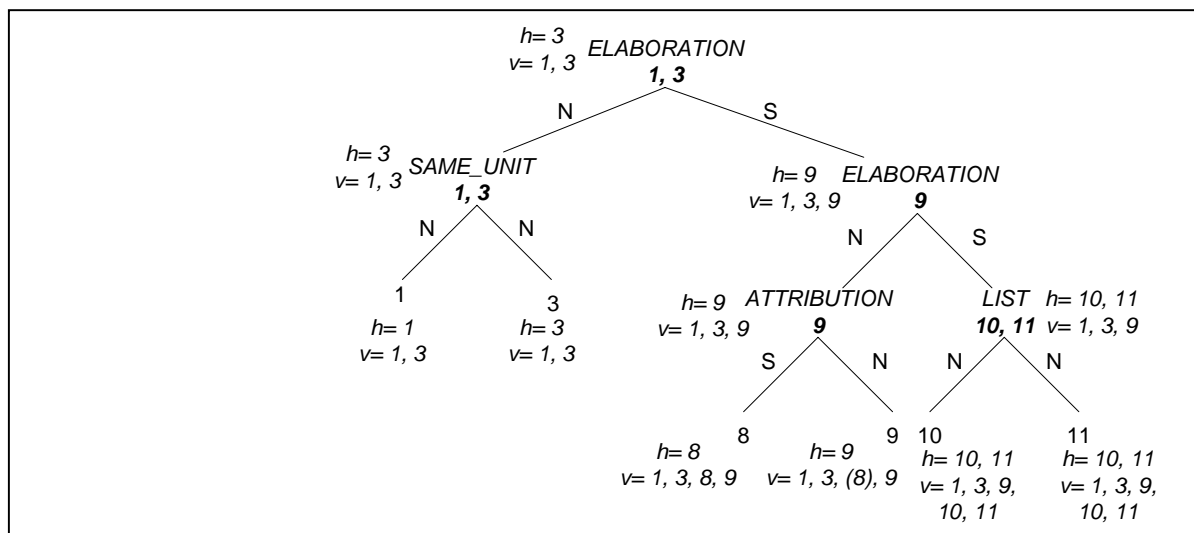 h= 3 ELABORATION
v= 1, 3 1, 3
N S
h= 3 SAME_UNIT
v= 1, 3 1, 3
h= 9 ELABORATION
v= 1, 3, 9 9
N N
N S
1
h= 1
v= 1, 3
3
h= 3
v= 1, 3
h= 9 ATTRIBUTION
v= 1, 3, 9 9
LIST h= 10, 11
10, 11 v= 1, 3, 9
S N
N N
8
h= 8
v= 1, 3, 8, 9
9
h= 9
v= 1, 3, (8), 9
10
h= 10, 11
v= 1, 3, 9,
10, 11
11
h= 10, 11
v= 1, 3, 9,
10, 11